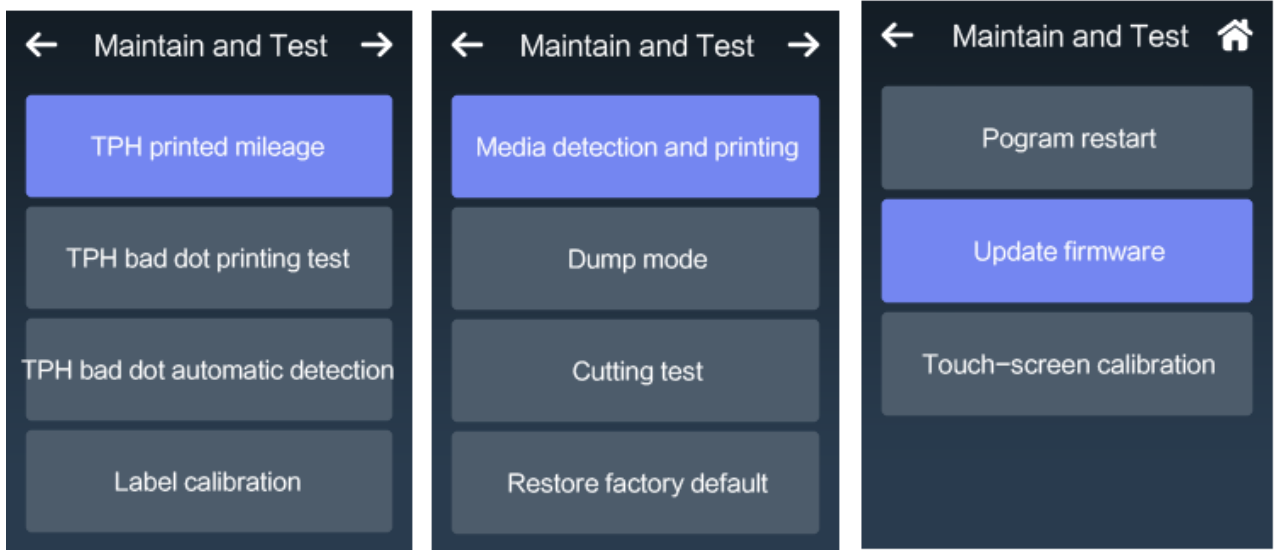 Maintain and Test
TPH printed mileage
TPH bad dot printing test
TPH bad dot automatic detection
Label calibration
Maintain and Test
Media detection and printing
Dump mode
Cutting test
Restore factory default
Maintain and Test
Pogram restart
Update firmware
Touch-screen calibration